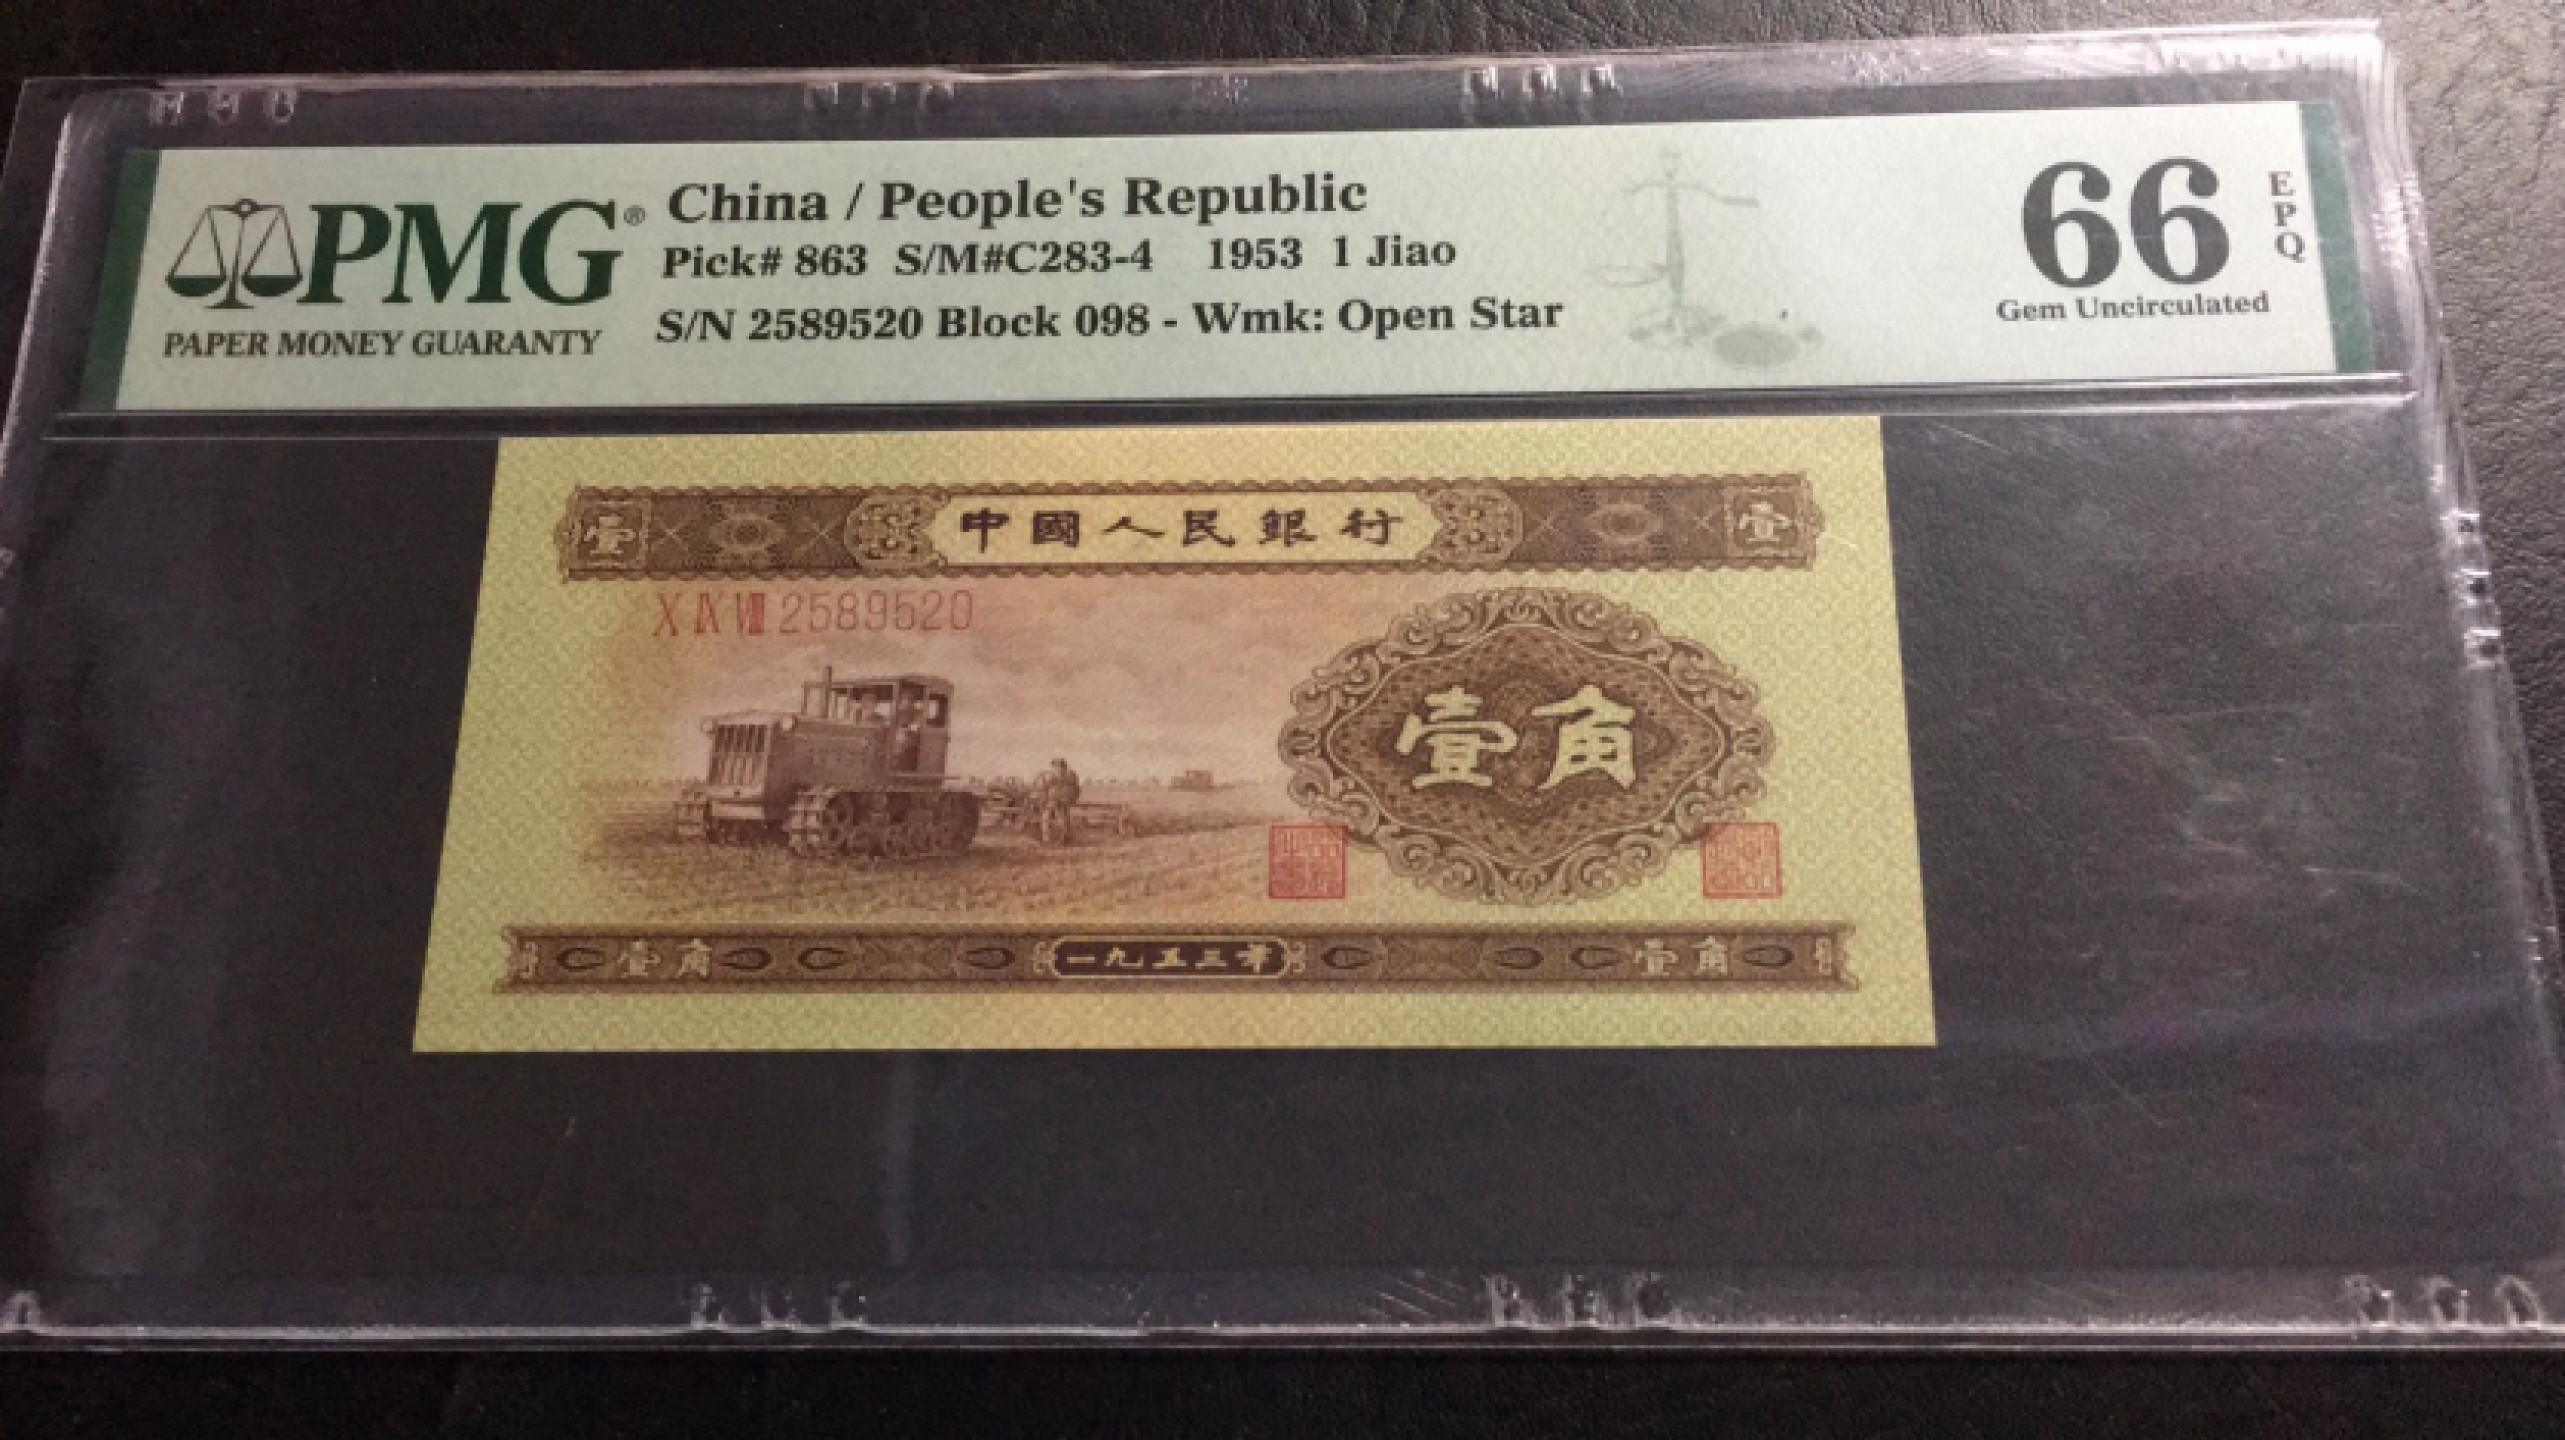 PMG®
PAPER MONEY GUARANTY
China / People's Republic
Pick# 863 S/M#C283-4 1953 1 Jiao
S/N 2589520 Block 098 - Wmk: Open Star
66
EPQ
Gem Uncirculated
壹 中國人民銀行 壹
X IX VIII 2589520
壹角
壹角 一九五三年 壹角